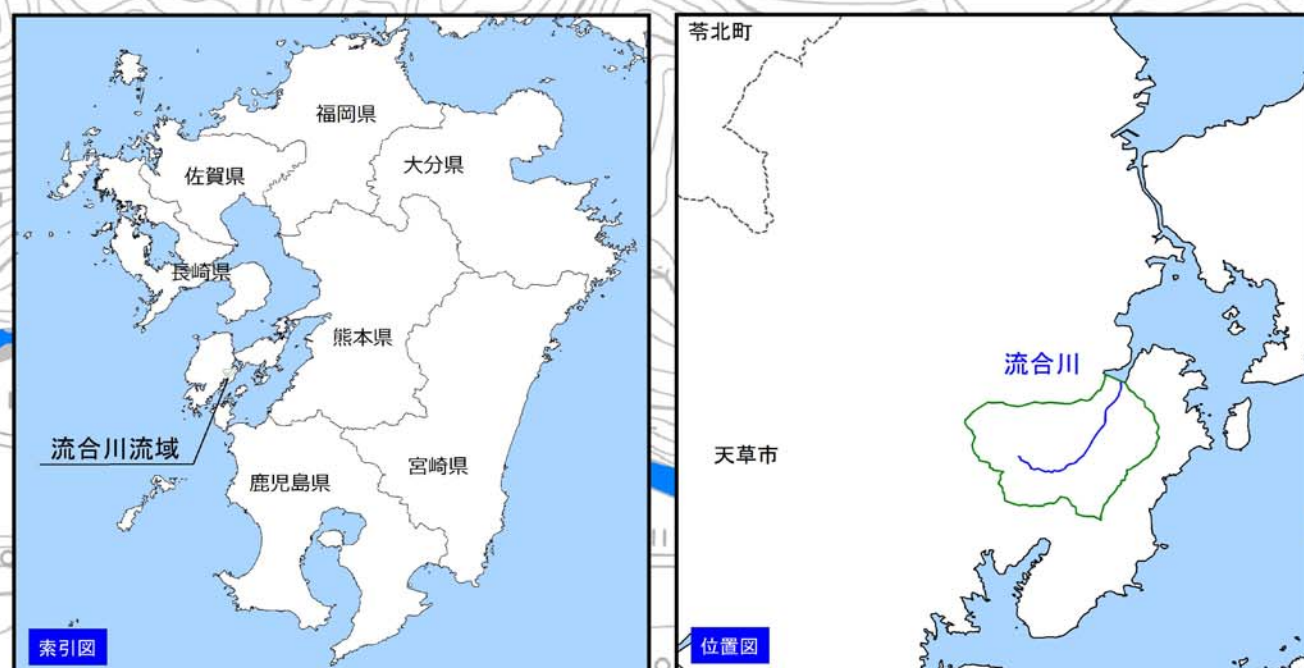 福岡県
佐賀県
大分県
長崎県
熊本県
流合川流域
宮崎県
鹿児島県
索引図
苓北町
流合川
天草市
位置図